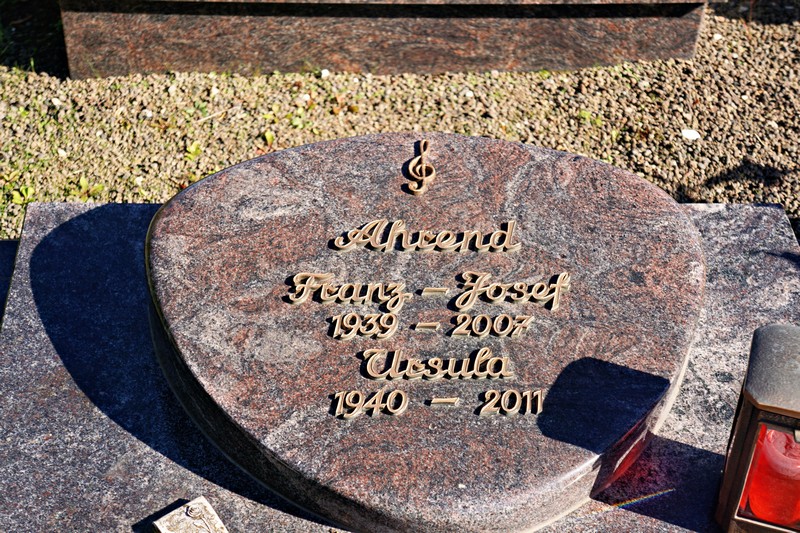 Ahrend
Franz – Josef
1939 – 2007
Ursula
1940 – 2011